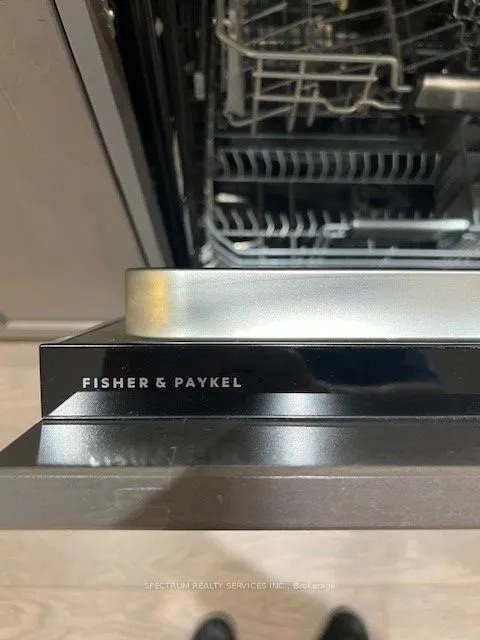 FISHER & PAYKEL
SPECTRUM REALTY SERVICES INC., Brokerage